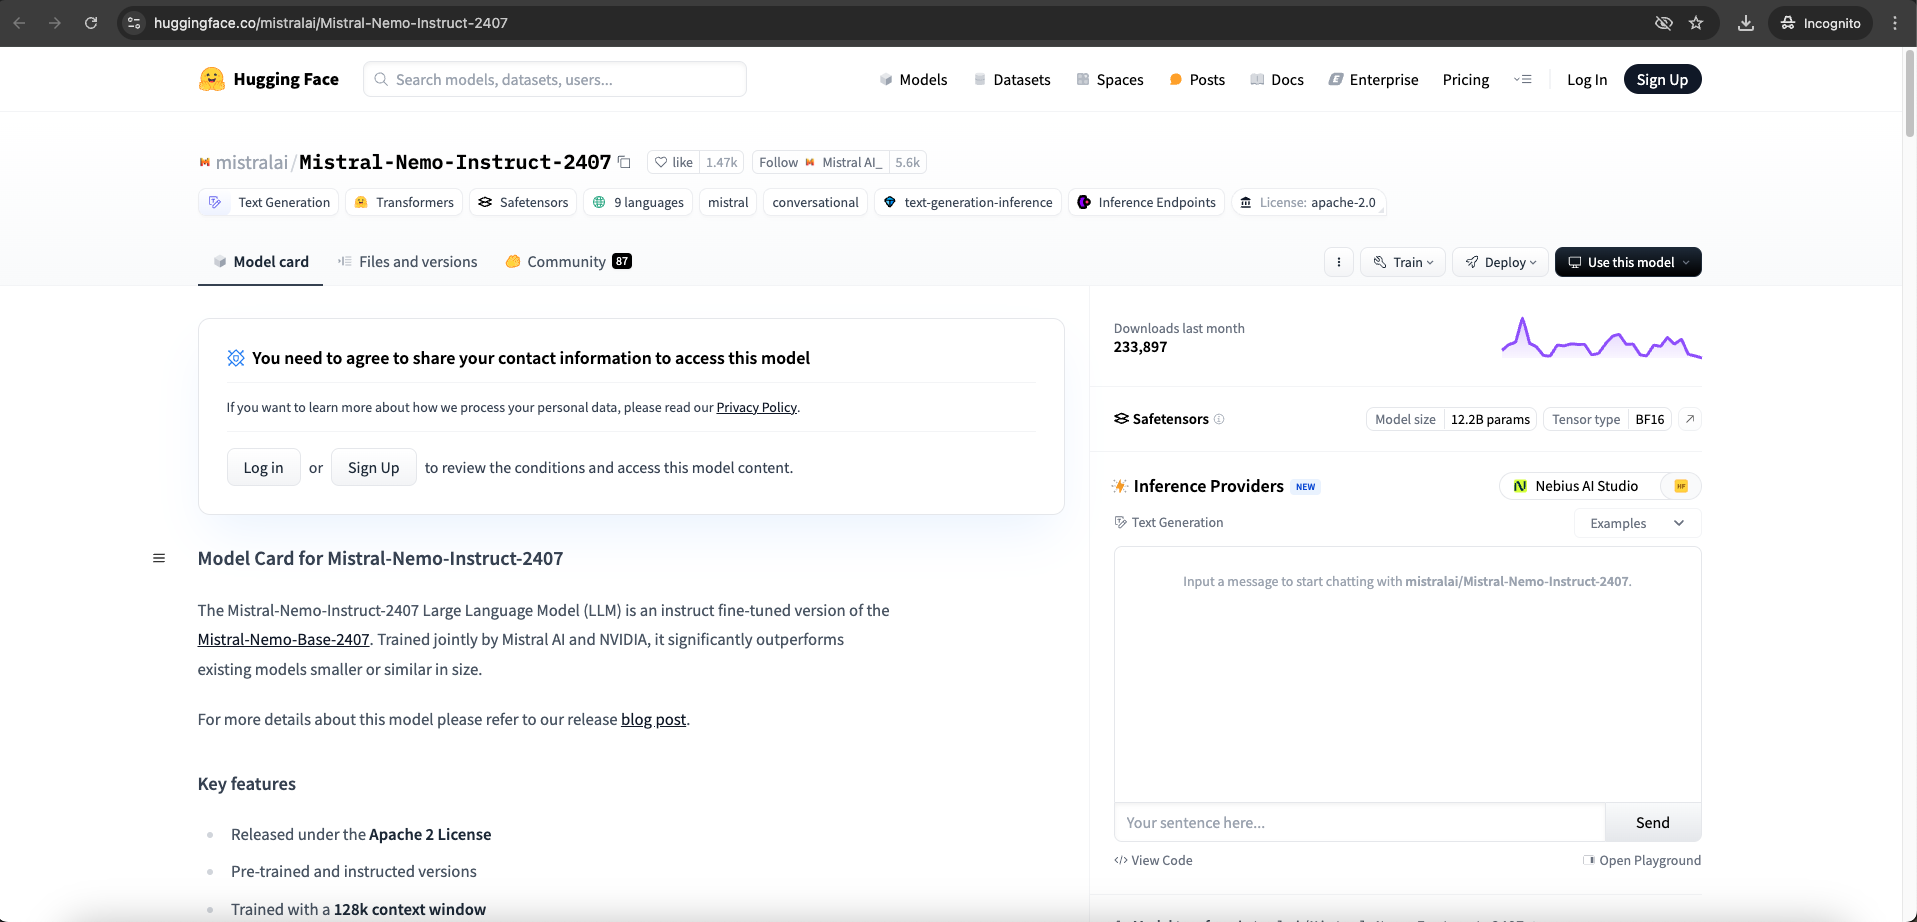 huggingface.co/mistralai/Mistral-Nemo-Instruct-2407
Incognito
Hugging Face
Search models, datasets, users...
Models
Datasets
Spaces
Posts
Docs
Enterprise
Pricing
Log In
Sign Up
mistralai/Mistral-Nemo-Instruct-2407
like 1.47k
Follow Mistral AI_ 5.6k
Text Generation
Transformers
Safetensors
9 languages
mistral
conversational
text-generation-inference
Inference Endpoints
License: apache-2.0
Model card
Files and versions
Community 87
Train
Deploy
Use this model
You need to agree to share your contact information to access this model
If you want to learn more about how we process your personal data, please read our Privacy Policy.
Log in or Sign Up to review the conditions and access this model content.
Model Card for Mistral-Nemo-Instruct-2407
The Mistral-Nemo-Instruct-2407 Large Language Model (LLM) is an instruct fine-tuned version of the
Mistral-Nemo-Base-2407. Trained jointly by Mistral AI and NVIDIA, it significantly outperforms
existing models smaller or similar in size.
For more details about this model please refer to our release blog post.
Key features
Released under the Apache 2 License
Pre-trained and instructed versions
Trained with a 128k context window
Downloads last month
233,897
Safetensors
Model size 12.2B params
Tensor type BF16
Inference Providers NEW
Nebius AI Studio
HF
Text Generation
Examples
Input a message to start chatting with mistralai/Mistral-Nemo-Instruct-2407.
Your sentence here...
Send
View Code
Open Playground